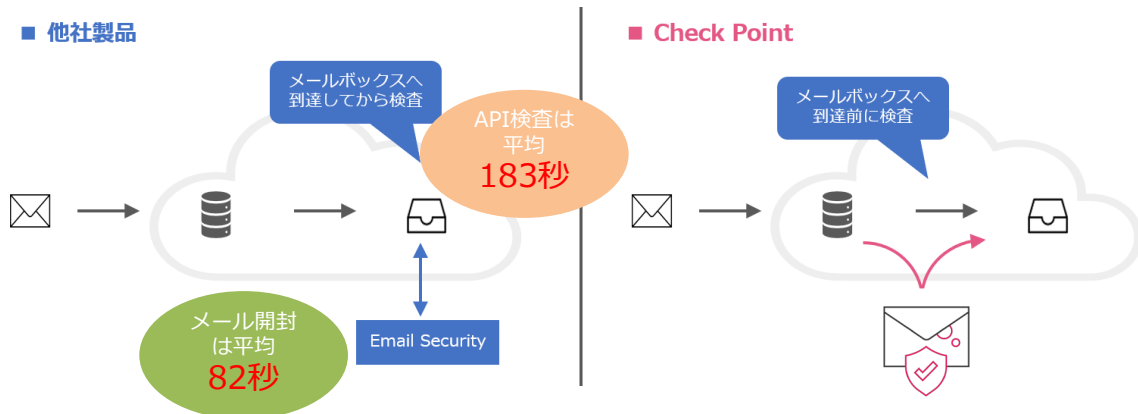 ■ 他社製品
メールボックスへ
到達してから検査
API検査は
平均
183秒
メール開封
は平均
82秒
Email Security
■ Check Point
メールボックスへ
到達前に検査